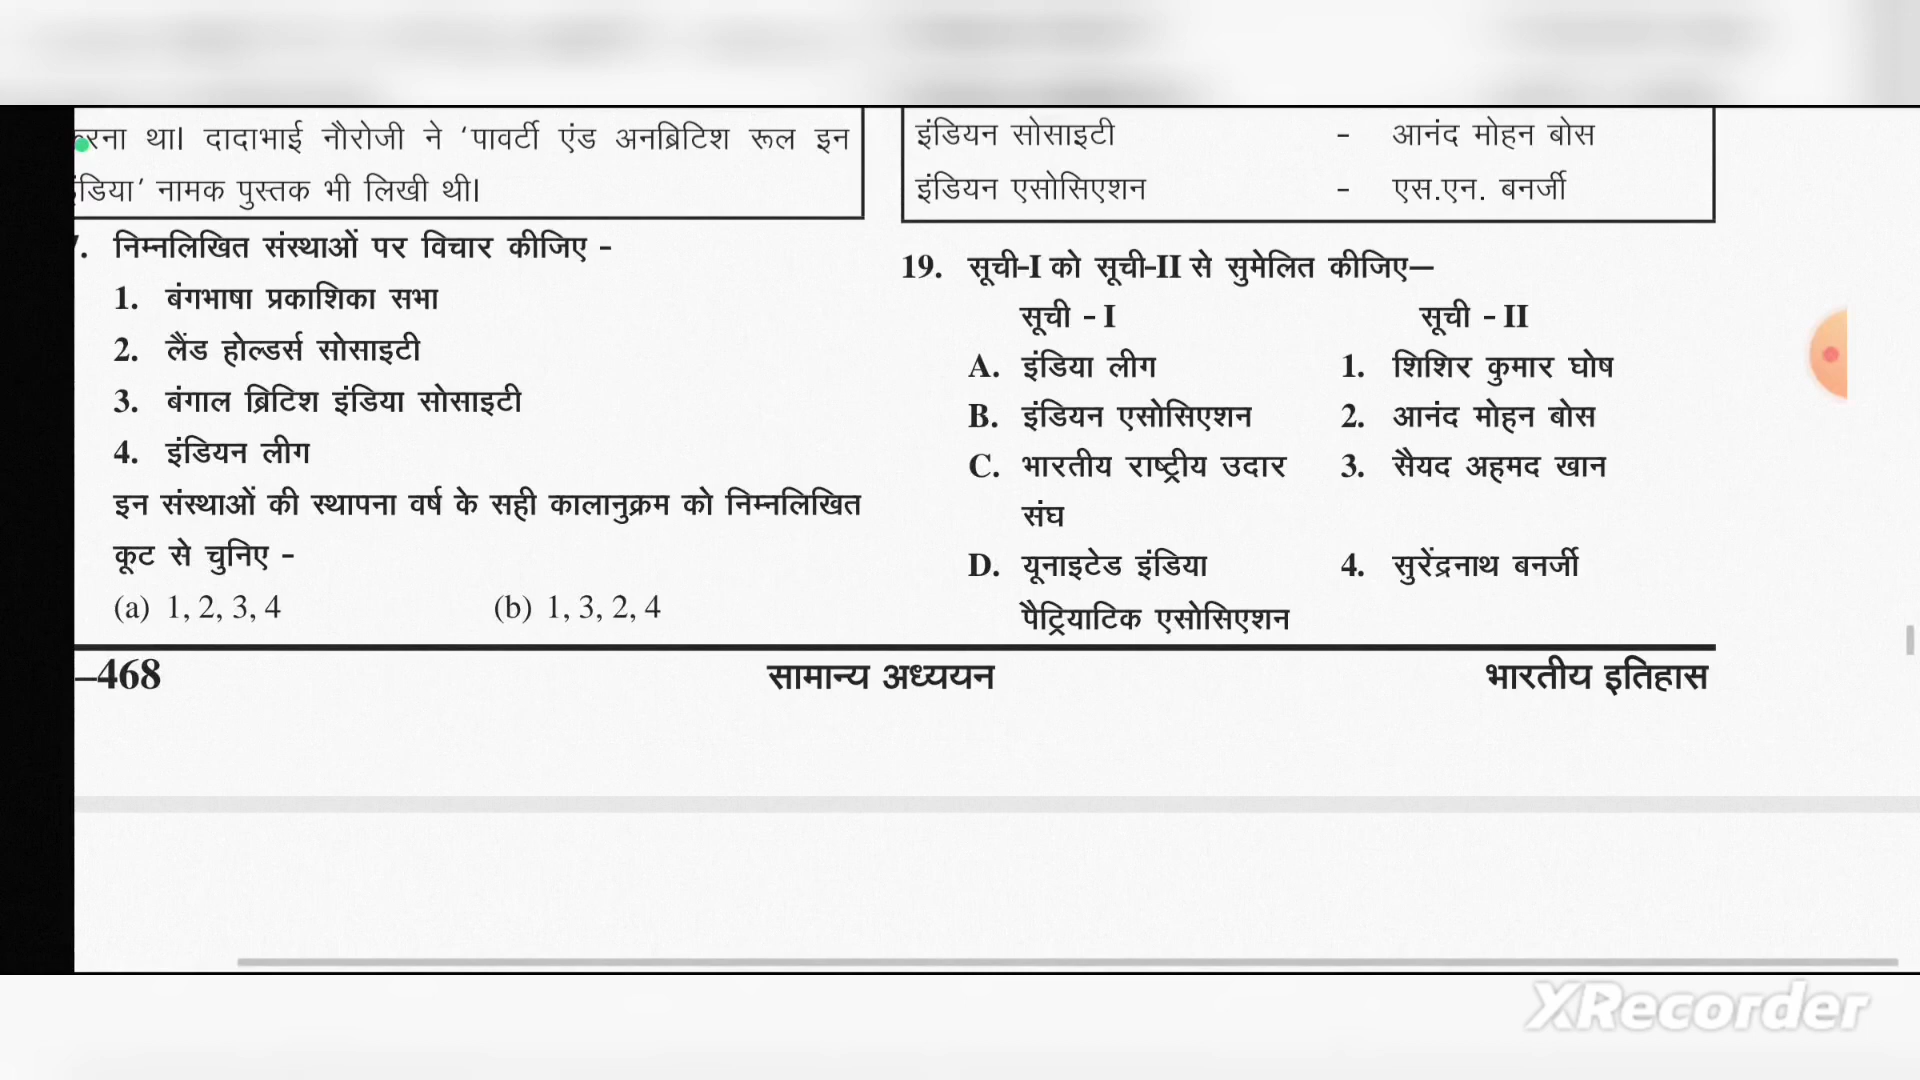 करना था। दादाभाई नौरोजी ने ‘पावर्टी एंड अनब्रिटिश रूल इन
इंडिया’ नामक पुस्तक भी लिखी थी।
. निम्नलिखित संस्थाओं पर विचार कीजिए -
1. बंगभाषा प्रकाशिका सभा
2. लैंड होल्डर्स सोसाइटी
3. बंगाल ब्रिटिश इंडिया सोसाइटी
4. इंडियन लीग
इन संस्थाओं की स्थापना वर्ष के सही कालानुक्रम को निम्नलिखित
कूट से चुनिए -
(a) 1, 2, 3, 4 (b) 1, 3, 2, 4
इंडियन सोसाइटी - आनंद मोहन बोस
इंडियन एसोसिएशन - एस.एन. बनर्जी
19. सूची-I को सूची-II से सुमेलित कीजिए—
सूची - I सूची - II
A. इंडिया लीग 1. शिशिर कुमार घोष
B. इंडियन एसोसिएशन 2. आनंद मोहन बोस
C. भारतीय राष्ट्रीय उदार 3. सैयद अहमद खान
संघ
D. यूनाइटेड इंडिया 4. सुरेंद्रनाथ बनर्जी
पैट्रियाटिक एसोसिएशन
–468 सामान्य अध्ययन भारतीय इतिहास
XRecorder